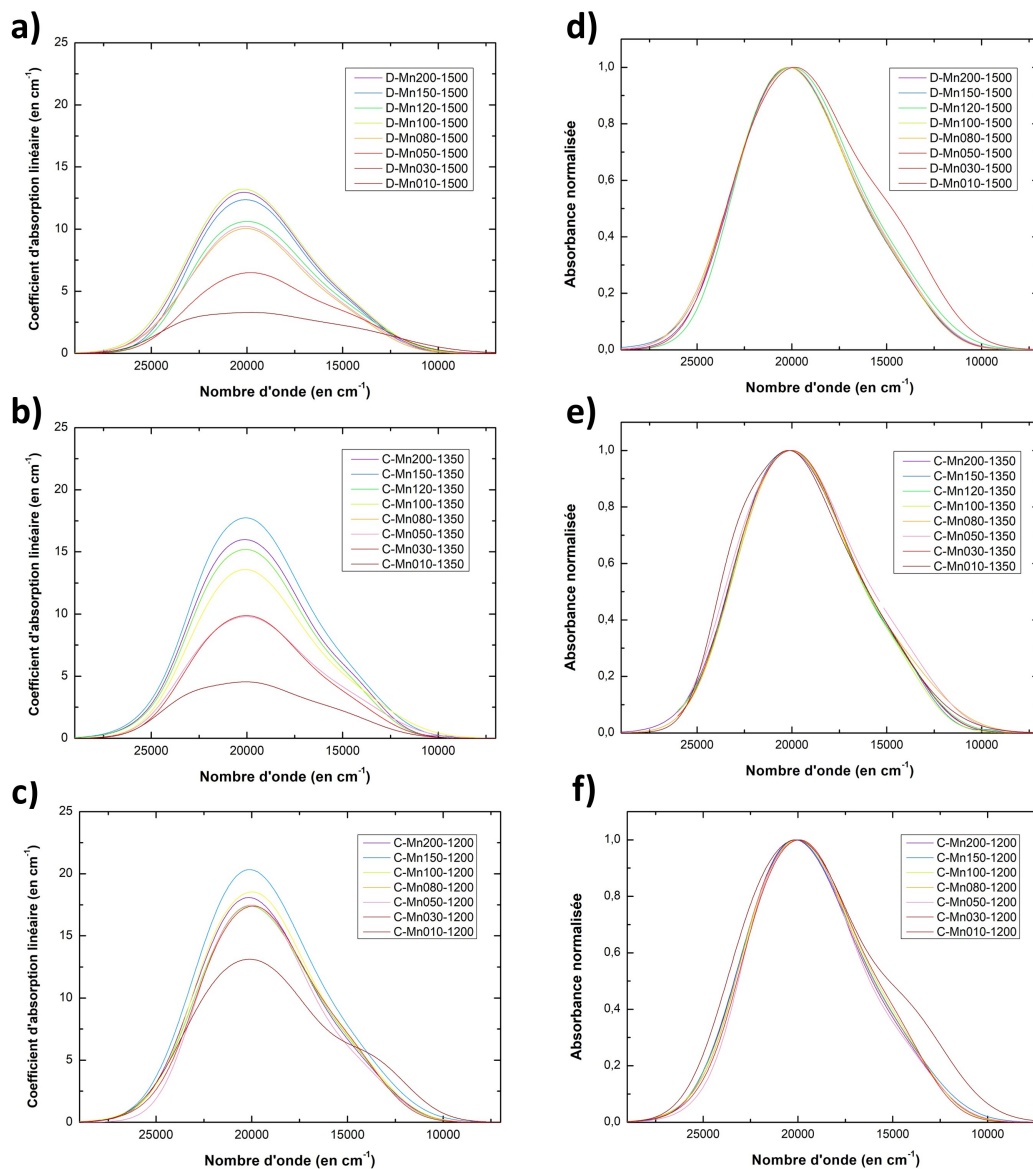 a)
25
20
15
10
5
0
25000
20000
15000
10000
Coefficient d'absorption linéaire (en cm-1)
Nombre d'onde (en cm-1)
D-Mn200-1500
D-Mn150-1500
D-Mn120-1500
D-Mn100-1500
D-Mn080-1500
D-Mn050-1500
D-Mn030-1500
D-Mn010-1500
d)
1,0
0,8
0,6
0,4
0,2
0,0
25000
20000
15000
10000
Absorbance normalisée
Nombre d'onde (en cm-1)
D-Mn200-1500
D-Mn150-1500
D-Mn120-1500
D-Mn100-1500
D-Mn080-1500
D-Mn050-1500
D-Mn030-1500
D-Mn010-1500
b)
25
20
15
10
5
0
25000
20000
15000
10000
Coefficient d'absorption linéaire (en cm-1)
Nombre d'onde (en cm-1)
C-Mn200-1350
C-Mn150-1350
C-Mn120-1350
C-Mn100-1350
C-Mn080-1350
C-Mn050-1350
C-Mn030-1350
C-Mn010-1350
e)
1,0
0,8
0,6
0,4
0,2
0,0
25000
20000
15000
10000
Absorbance normalisée
Nombre d'onde (en cm-1)
C-Mn200-1350
C-Mn150-1350
C-Mn120-1350
C-Mn100-1350
C-Mn080-1350
C-Mn050-1350
C-Mn030-1350
C-Mn010-1350
c)
25
20
15
10
5
0
25000
20000
15000
10000
Coefficient d'absorption linéaire (en cm-1)
Nombre d'onde (en cm-1)
C-Mn200-1200
C-Mn150-1200
C-Mn100-1200
C-Mn080-1200
C-Mn050-1200
C-Mn030-1200
C-Mn010-1200
f)
1,0
0,8
0,6
0,4
0,2
0,0
25000
20000
15000
10000
Absorbance normalisée
Nombre d'onde (en cm-1)
C-Mn200-1200
C-Mn150-1200
C-Mn100-1200
C-Mn080-1200
C-Mn050-1200
C-Mn030-1200
C-Mn010-1200